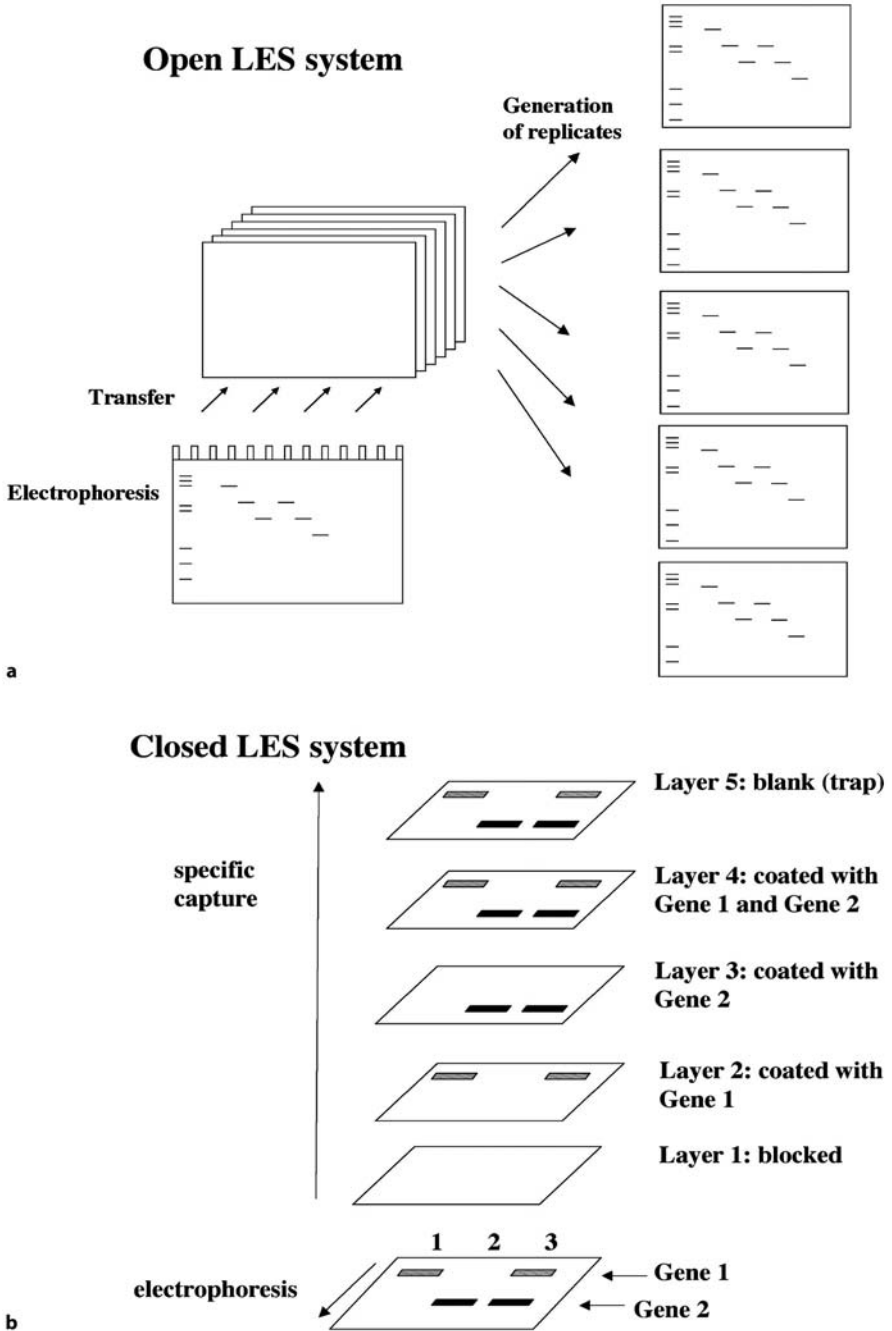 Open LES system
Generation
of replicates
Transfer
Electrophoresis
a
Closed LES system
specific
capture
Layer 5: blank (trap)
Layer 4: coated with
Gene 1 and Gene 2
Layer 3: coated with
Gene 2
Layer 2: coated with
Gene 1
Layer 1: blocked
1 2 3
electrophoresis
Gene 1
Gene 2
b